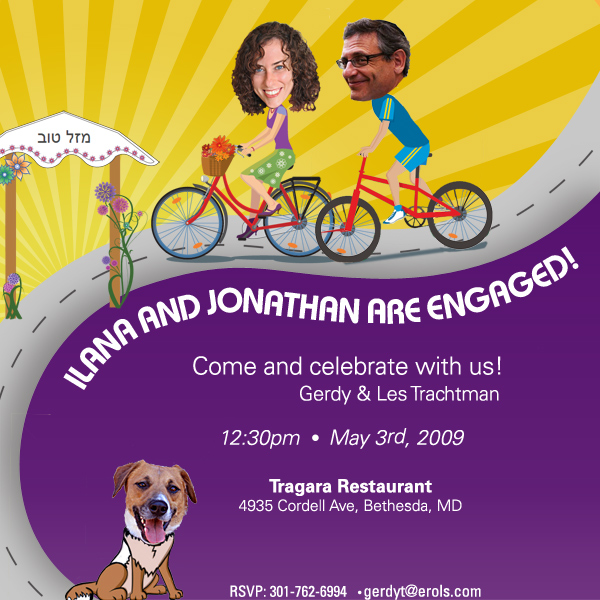 מזל טוב
ILANA AND JONATHAN ARE ENGAGED!
Come and celebrate with us!
Gerdy & Les Trachtman
12:30pm • May 3rd, 2009
Tragara Restaurant
4935 Cordell Ave, Bethesda, MD
RSVP: 301-762-6994 •gerdyt@erols.com